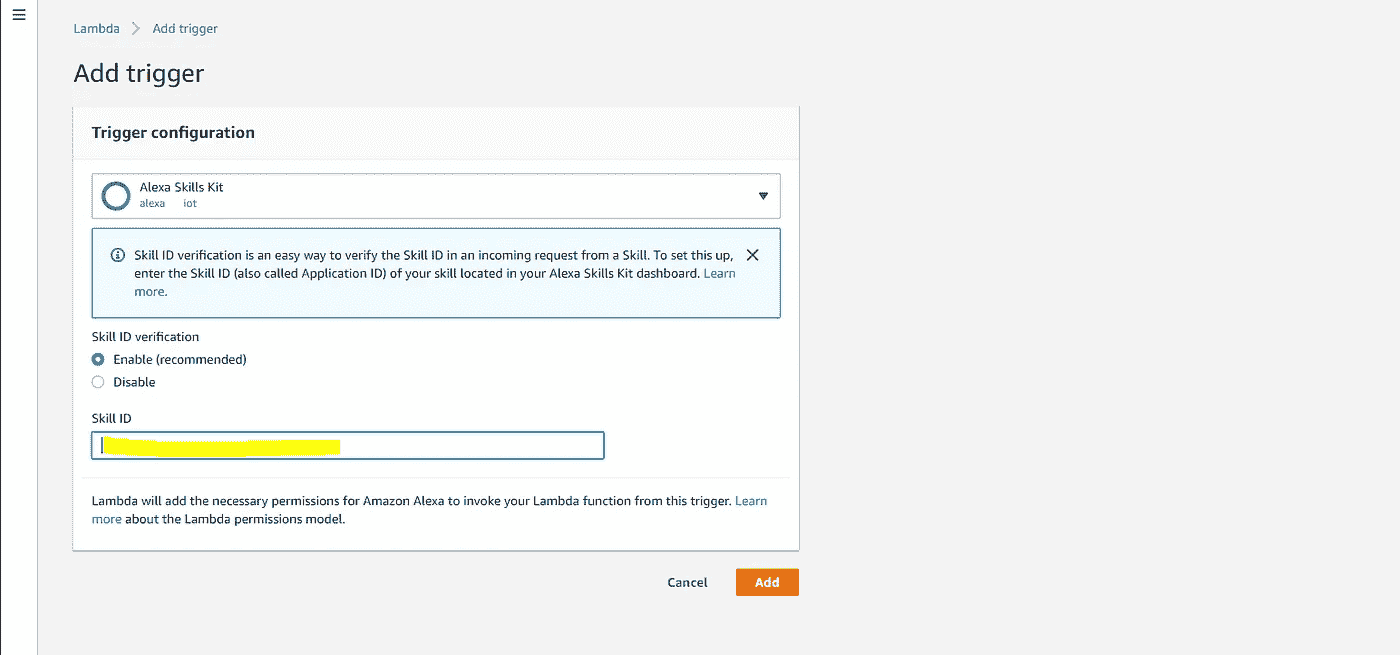 Lambda > Add trigger
Add trigger
Trigger configuration
Alexa Skills Kit
alexa iot
Skill ID verification is an easy way to verify the Skill ID in an incoming request from a Skill. To set this up,
enter the Skill ID (also called Application ID) of your skill located in your Alexa Skills Kit dashboard. Learn
more.
Skill ID verification
Enable (recommended)
Disable
Skill ID
Lambda will add the necessary permissions for Amazon Alexa to invoke your Lambda function from this trigger. Learn
more about the Lambda permissions model.
Cancel Add